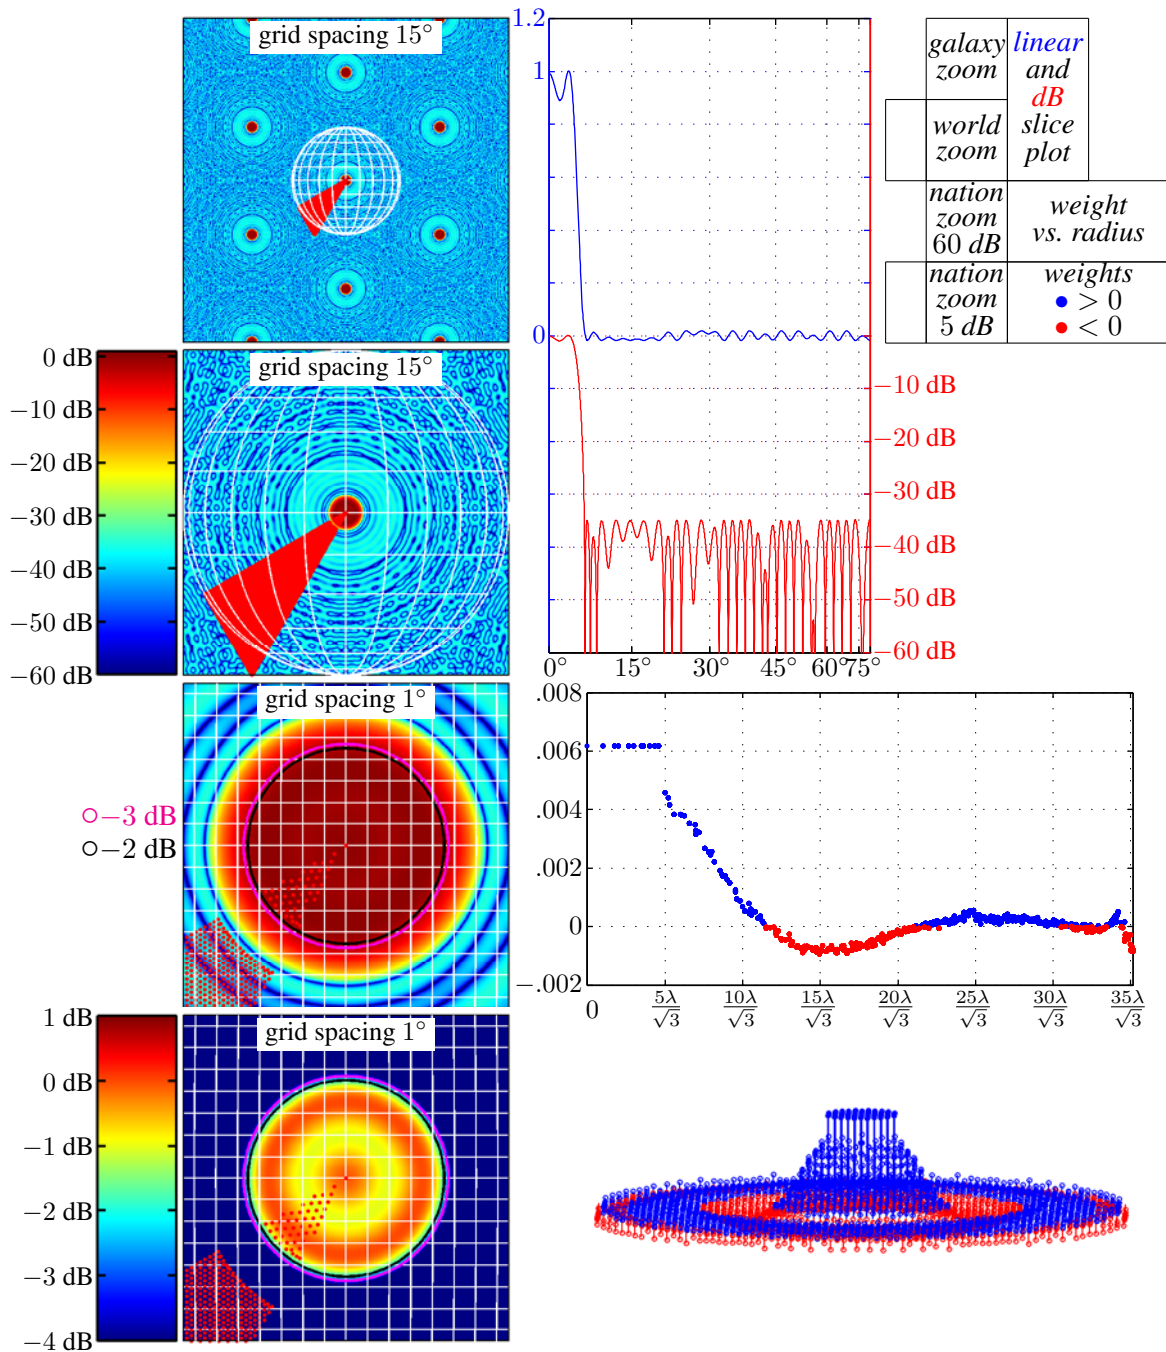 grid spacing 15°
1.2
1
0
−10 dB
−20 dB
−30 dB
−40 dB
−50 dB
−60 dB
0° 15° 30° 45° 60° 75°
galaxy zoom
linear and dB slice plot
world zoom
nation zoom 60 dB
weight vs. radius
nation zoom 5 dB
weights
> 0
< 0
grid spacing 15°
0 dB
−10 dB
−20 dB
−30 dB
−40 dB
−50 dB
−60 dB
grid spacing 1°
−3 dB
−2 dB
.008
.006
.004
.002
0
−.002
0 5λ/√3 10λ/√3 15λ/√3 20λ/√3 25λ/√3 30λ/√3 35λ/√3
grid spacing 1°
1 dB
0 dB
−1 dB
−2 dB
−3 dB
−4 dB